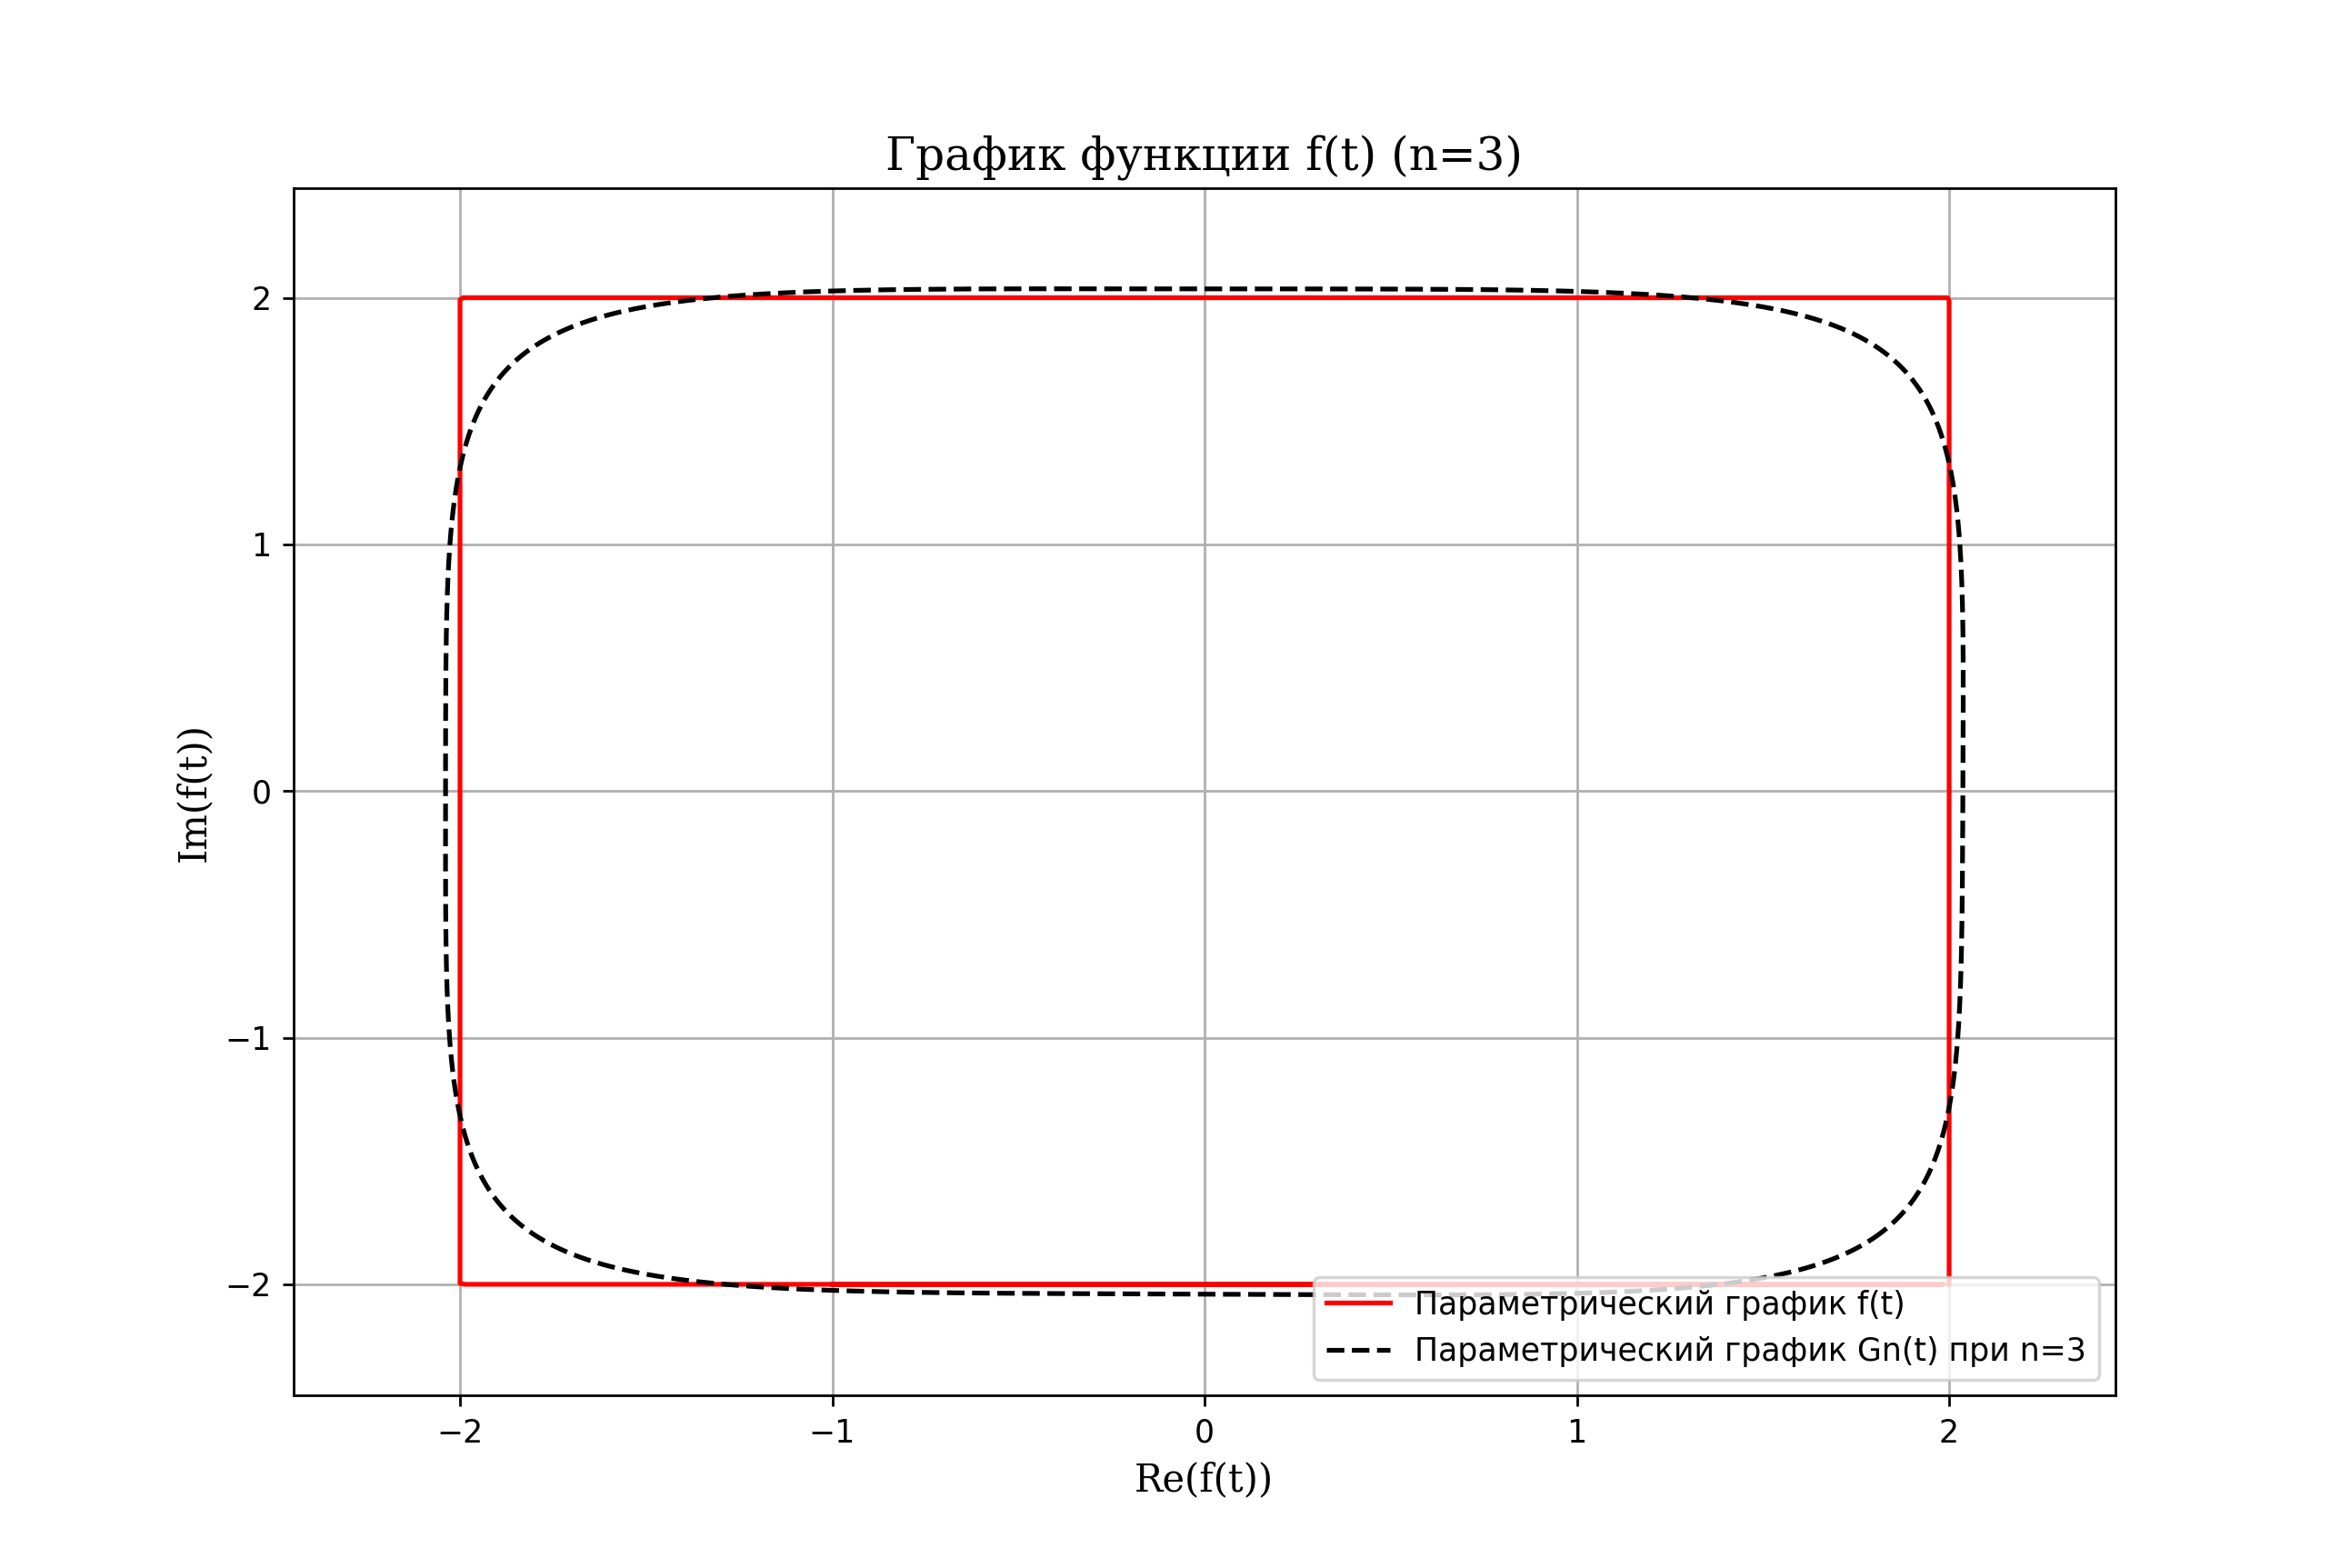 График функции f(t) (n=3)
Im(f(t))
2
1
0
−1
−2
−2
−1
0
1
2
Re(f(t))
Параметрический график f(t)
Параметрический график Gn(t) при n=3